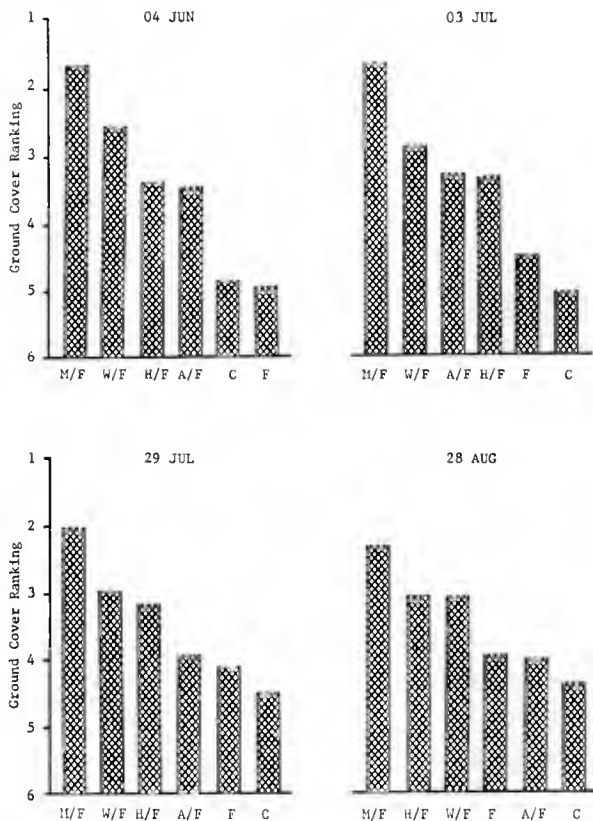 04 JUN
03 JUL
Ground Cover Ranking
1
2
3
4
5
6
M/F W/F H/F A/F C F
M/F W/F A/F H/F F C
29 JUL
28 AUG
Ground Cover Ranking
1
2
3
4
5
6
M/F W/F H/F A/F F C
M/F H/F W/F F A/F C